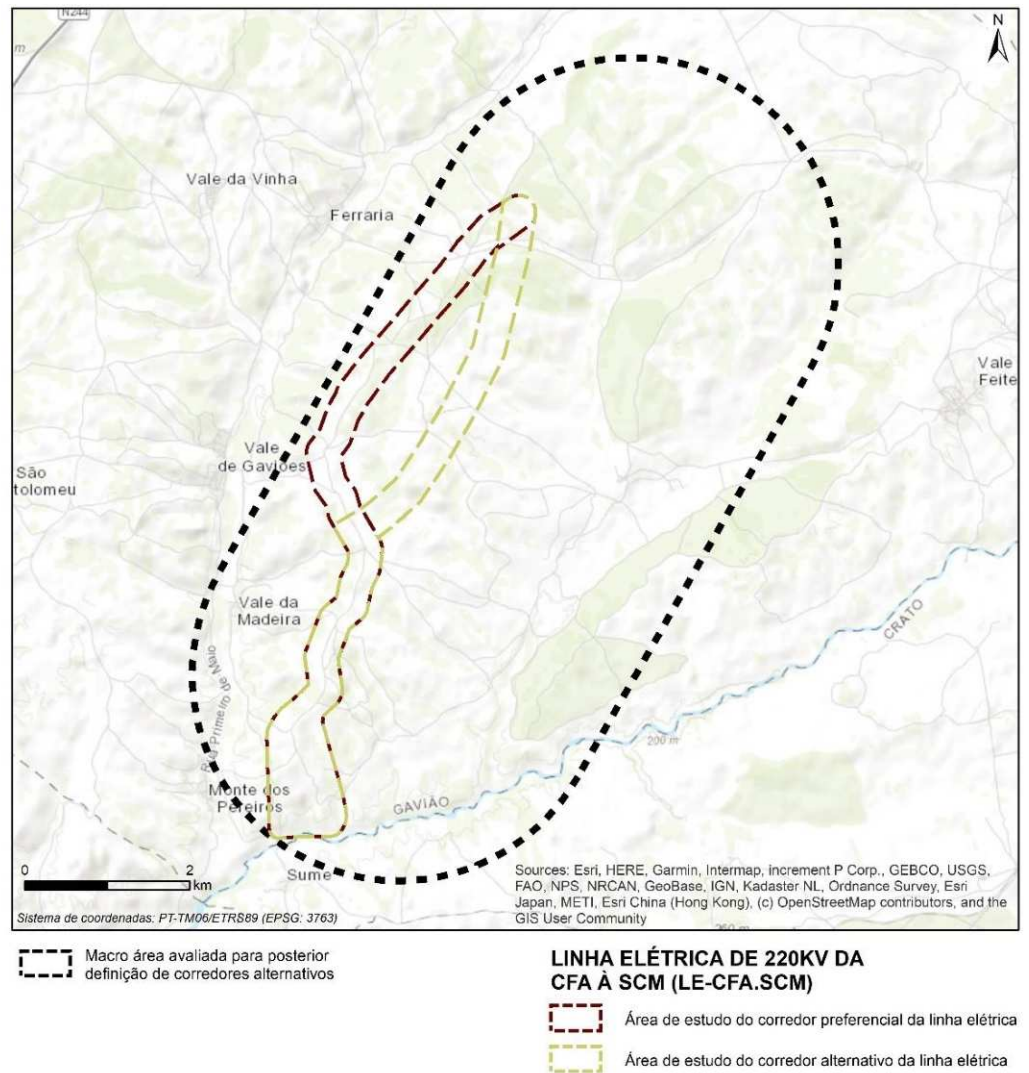 N244
N
m
Vale da Vinha
Ferraria
Vale
Feite
Vale
de Gaviões
São
tolomeu
Vale da
Madeira
CRATO
Rua Primeiro de Maio
200 m
Monte dos
Pereiros
GAVIÃO
Sume
0 2
km
Sources: Esri, HERE, Garmin, Intermap, increment P Corp., GEBCO, USGS,
FAO, NPS, NRCAN, GeoBase, IGN, Kadaster NL, Ordnance Survey, Esri
Japan, METI, Esri China (Hong Kong), (c) OpenStreetMap contributors, and the
GIS User Community
Sistema de coordenadas: PT-TM06/ETRS89 (EPSG: 3763)
Macro área avaliada para posterior
definição de corredores alternativos
LINHA ELÉTRICA DE 220KV DA
CFA À SCM (LE-CFA.SCM)
Área de estudo do corredor preferencial da linha elétrica
Área de estudo do corredor alternativo da linha elétrica